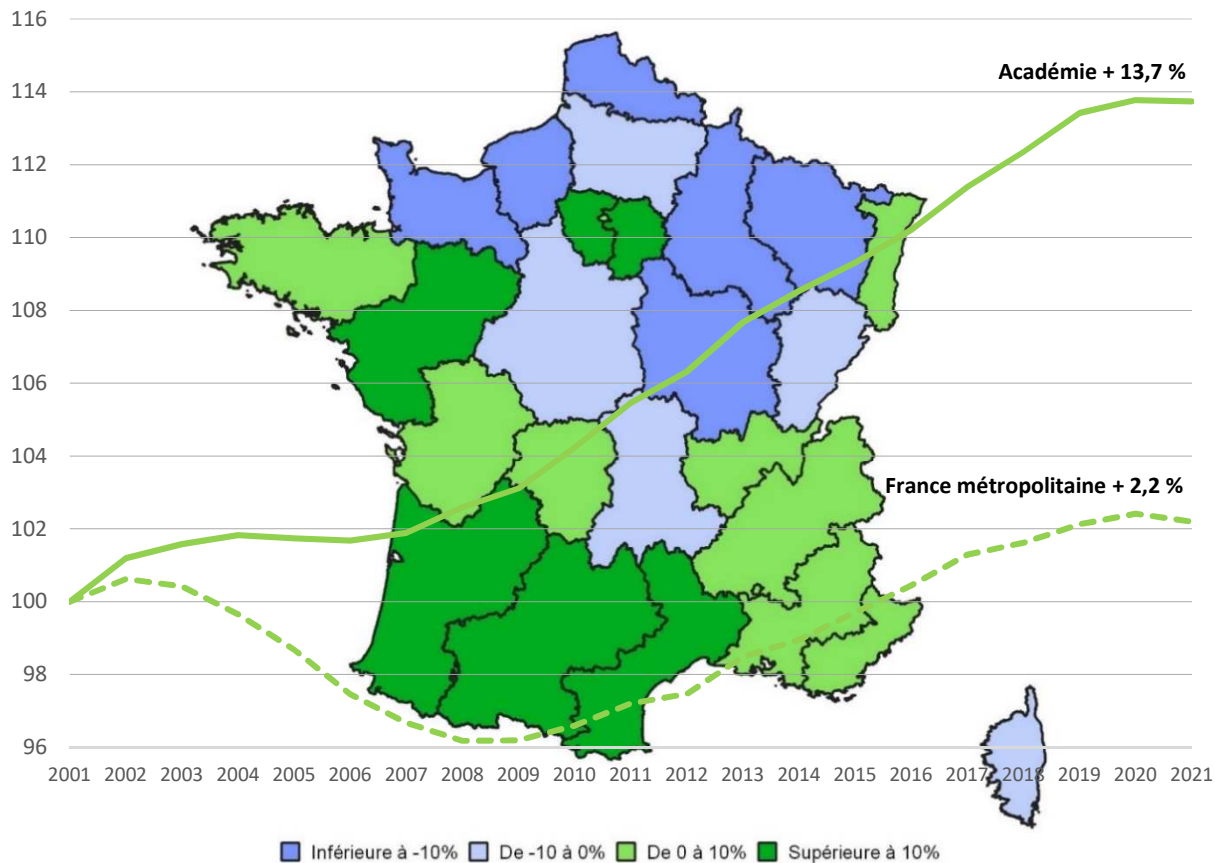 116
114
112
110
108
106
104
102
100
98
96
Académie + 13,7 %
France métropolitaine + 2,2 %
2001 2002 2003 2004 2005 2006 2007 2008 2009 2010 2011 2012 2013 2014 2015 2016 2017 2018 2019 2020 2021
Inférieure à -10% De -10 à 0% De 0 à 10% Supérieure à 10%